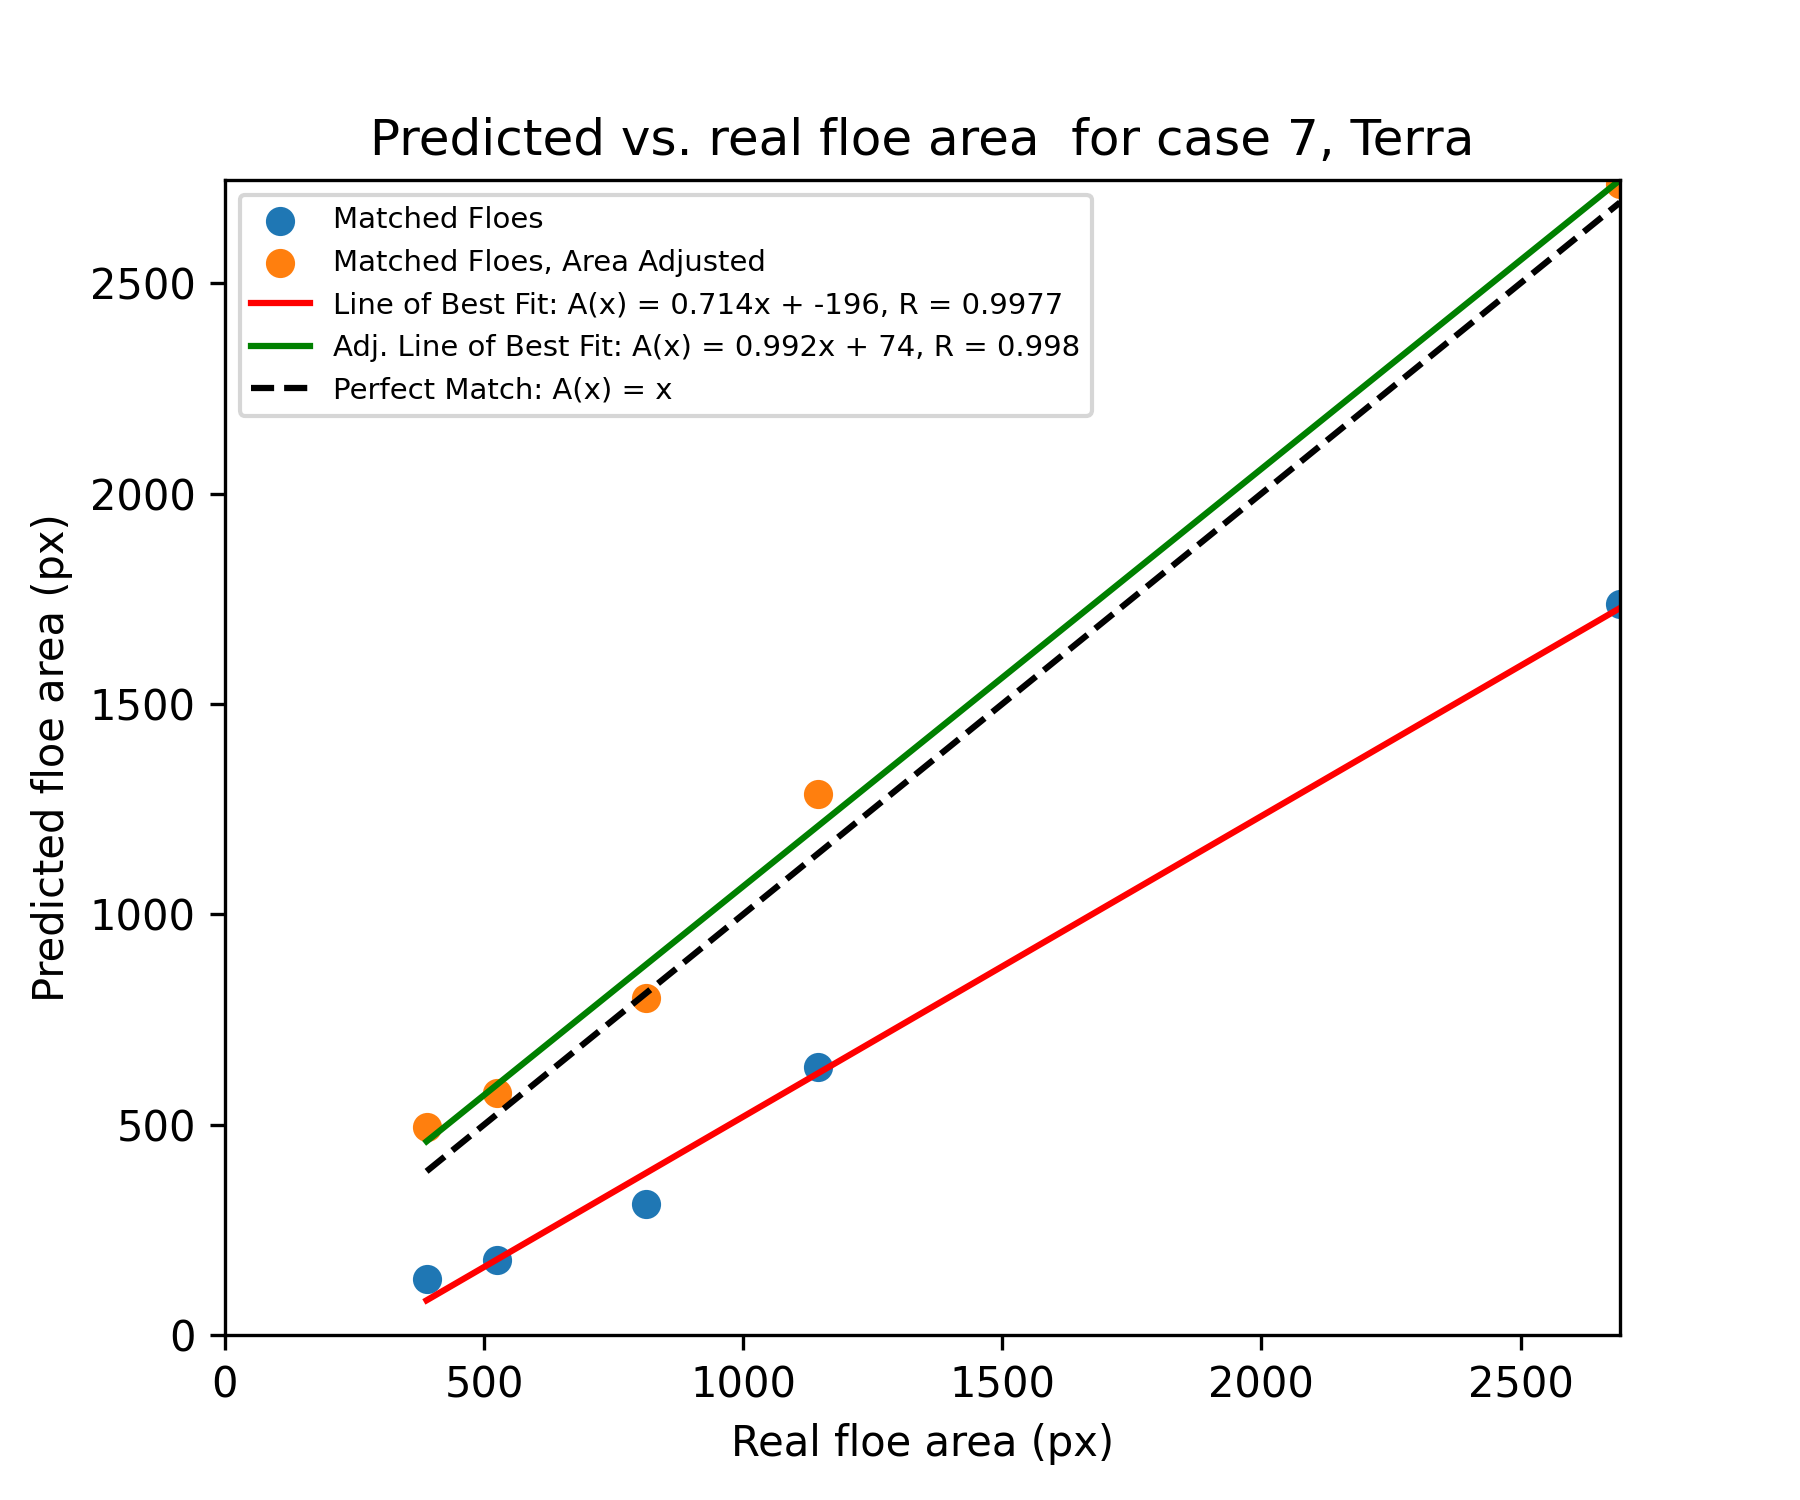 Predicted vs. real floe area  for case 7, Terra
Matched Floes
Matched Floes, Area Adjusted
Line of Best Fit: A(x) = 0.714x + -196, R = 0.9977
Adj. Line of Best Fit: A(x) = 0.992x + 74, R = 0.998
Perfect Match: A(x) = x
Predicted floe area (px)
2500
2000
1500
1000
500
0
0 500 1000 1500 2000 2500
Real floe area (px)